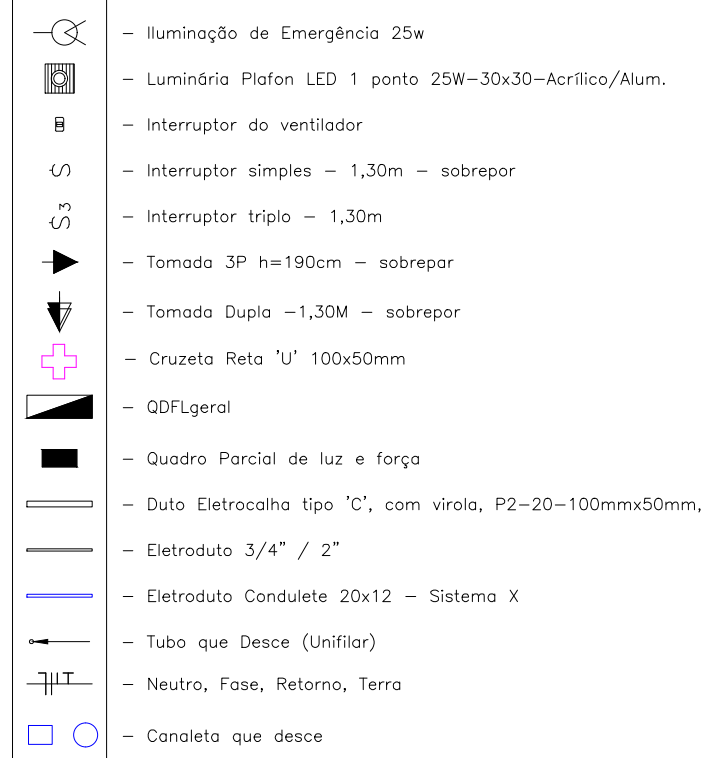 – Iluminação de Emergência 25w
– Luminária Plafon LED 1 ponto 25W–30x30–Acrílico/Alum.
– Interruptor do ventilador
S – Interruptor simples – 1,30m – sobrepor
S3 – Interruptor triplo – 1,30m
– Tomada 3P h=190cm – sobrepar
– Tomada Dupla –1,30M – sobrepor
– Cruzeta Reta 'U' 100x50mm
– QDFLgeral
– Quadro Parcial de luz e força
– Duto Eletrocalha tipo 'C', com virola, P2–20–100mmx50mm,
– Eletroduto 3/4" / 2"
– Eletroduto Condulete 20x12 – Sistema X
– Tubo que Desce (Unifilar)
– Neutro, Fase, Retorno, Terra
– Canaleta que desce